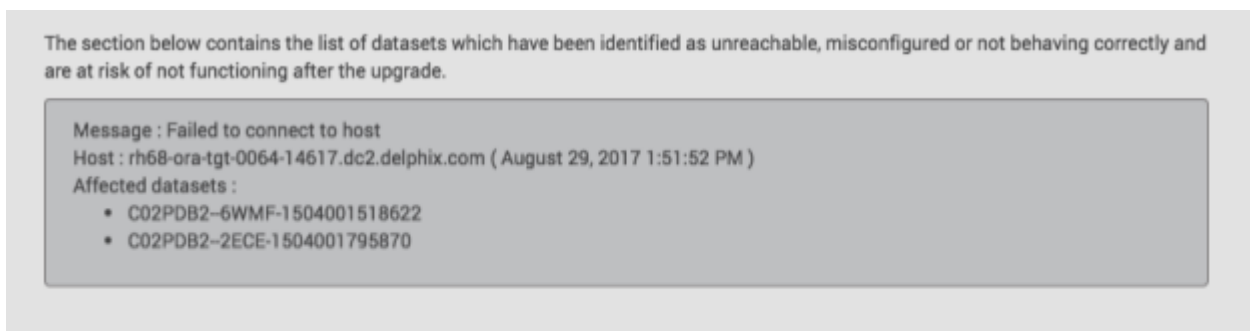 The section below contains the list of datasets which have been identified as unreachable, misconfigured or not behaving correctly and
are at risk of not functioning after the upgrade.
Message : Failed to connect to host
Host : rh68-ora-tgt-0064-14617.dc2.delphix.com ( August 29, 2017 1:51:52 PM )
Affected datasets :
• C02PDB2--6WMF-1504001518622
• C02PDB2--2ECE-1504001795870